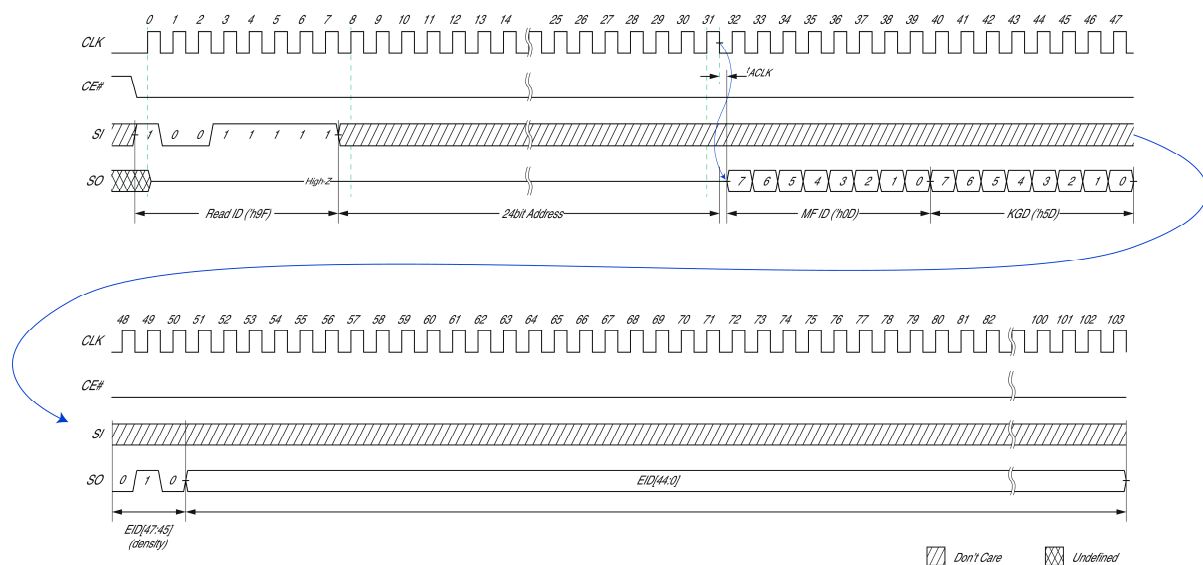 0 1 2 3 4 5 6 7 8 9 10 11 12 13 14 25 26 27 28 29 30 31 32 33 34 35 36 37 38 39 40 41 42 43 44 45 46 47
CLK
tACLK
CE#
SI 1 0 0 1 1 1 1 1
SO High-Z 7 6 5 4 3 2 1 0 7 6 5 4 3 2 1 0
Read ID ('h9F) 24bit Address MF ID ('h0D) KGD ('h5D)
48 49 50 51 52 53 54 55 56 57 58 59 60 61 62 63 64 65 66 67 68 69 70 71 72 73 74 75 76 77 78 79 80 81 82 100 101 102 103
CLK
CE#
SI
SO 0 1 0 EID[44:0]
EID[47:45]
(density)
Don't Care Undefined